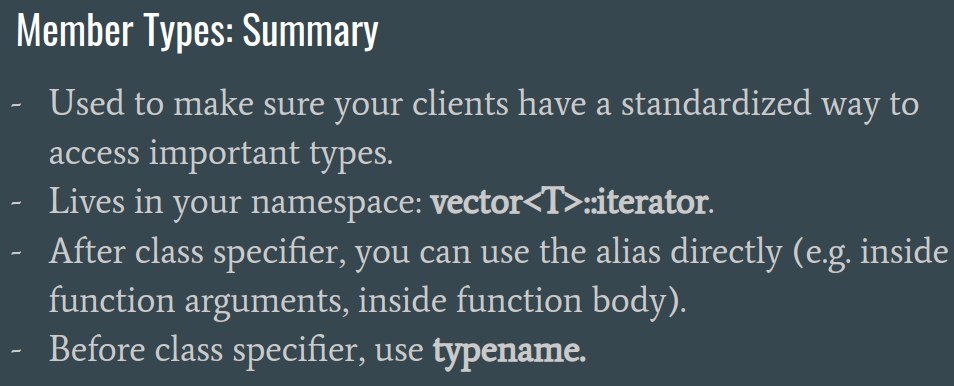 Member Types: Summary
- Used to make sure your clients have a standardized way to
access important types.
- Lives in your namespace: vector<T>::iterator.
- After class specifier, you can use the alias directly (e.g. inside
function arguments, inside function body).
- Before class specifier, use typename.